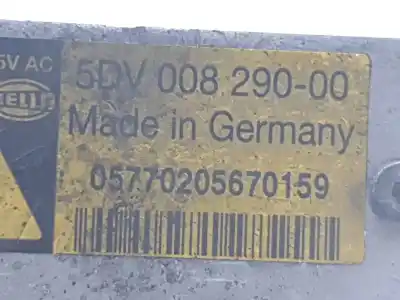 5V AC
HELLA
5DV 008 290-00
Made in Germany
05770205670159